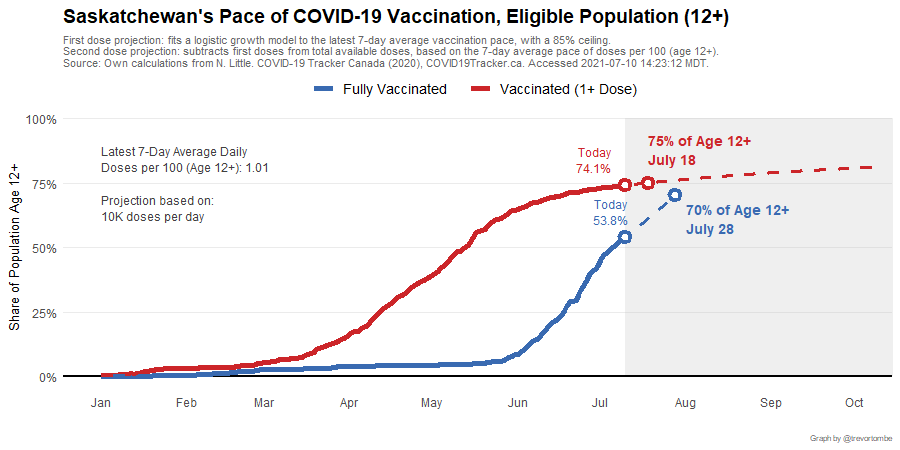 Saskatchewan's Pace of COVID-19 Vaccination, Eligible Population (12+)
First dose projection: fits a logistic growth model to the latest 7-day average vaccination pace, with a 85% ceiling.
Second dose projection: subtracts first doses from total available doses, based on the 7-day average pace of doses per 100 (age 12+).
Source: Own calculations from N. Little. COVID-19 Tracker Canada (2020), COVID19Tracker.ca. Accessed 2021-07-10 14:23:12 MDT.
Fully Vaccinated
Vaccinated (1+ Dose)
Share of Population Age 12+
100%
75%
50%
25%
0%
Latest 7-Day Average Daily
Doses per 100 (Age 12+): 1.01
Projection based on:
10K doses per day
Today
74.1%
75% of Age 12+
July 18
Today
53.8%
70% of Age 12+
July 28
Jan Feb Mar Apr May Jun Jul Aug Sep Oct
Graph by @trevortombe